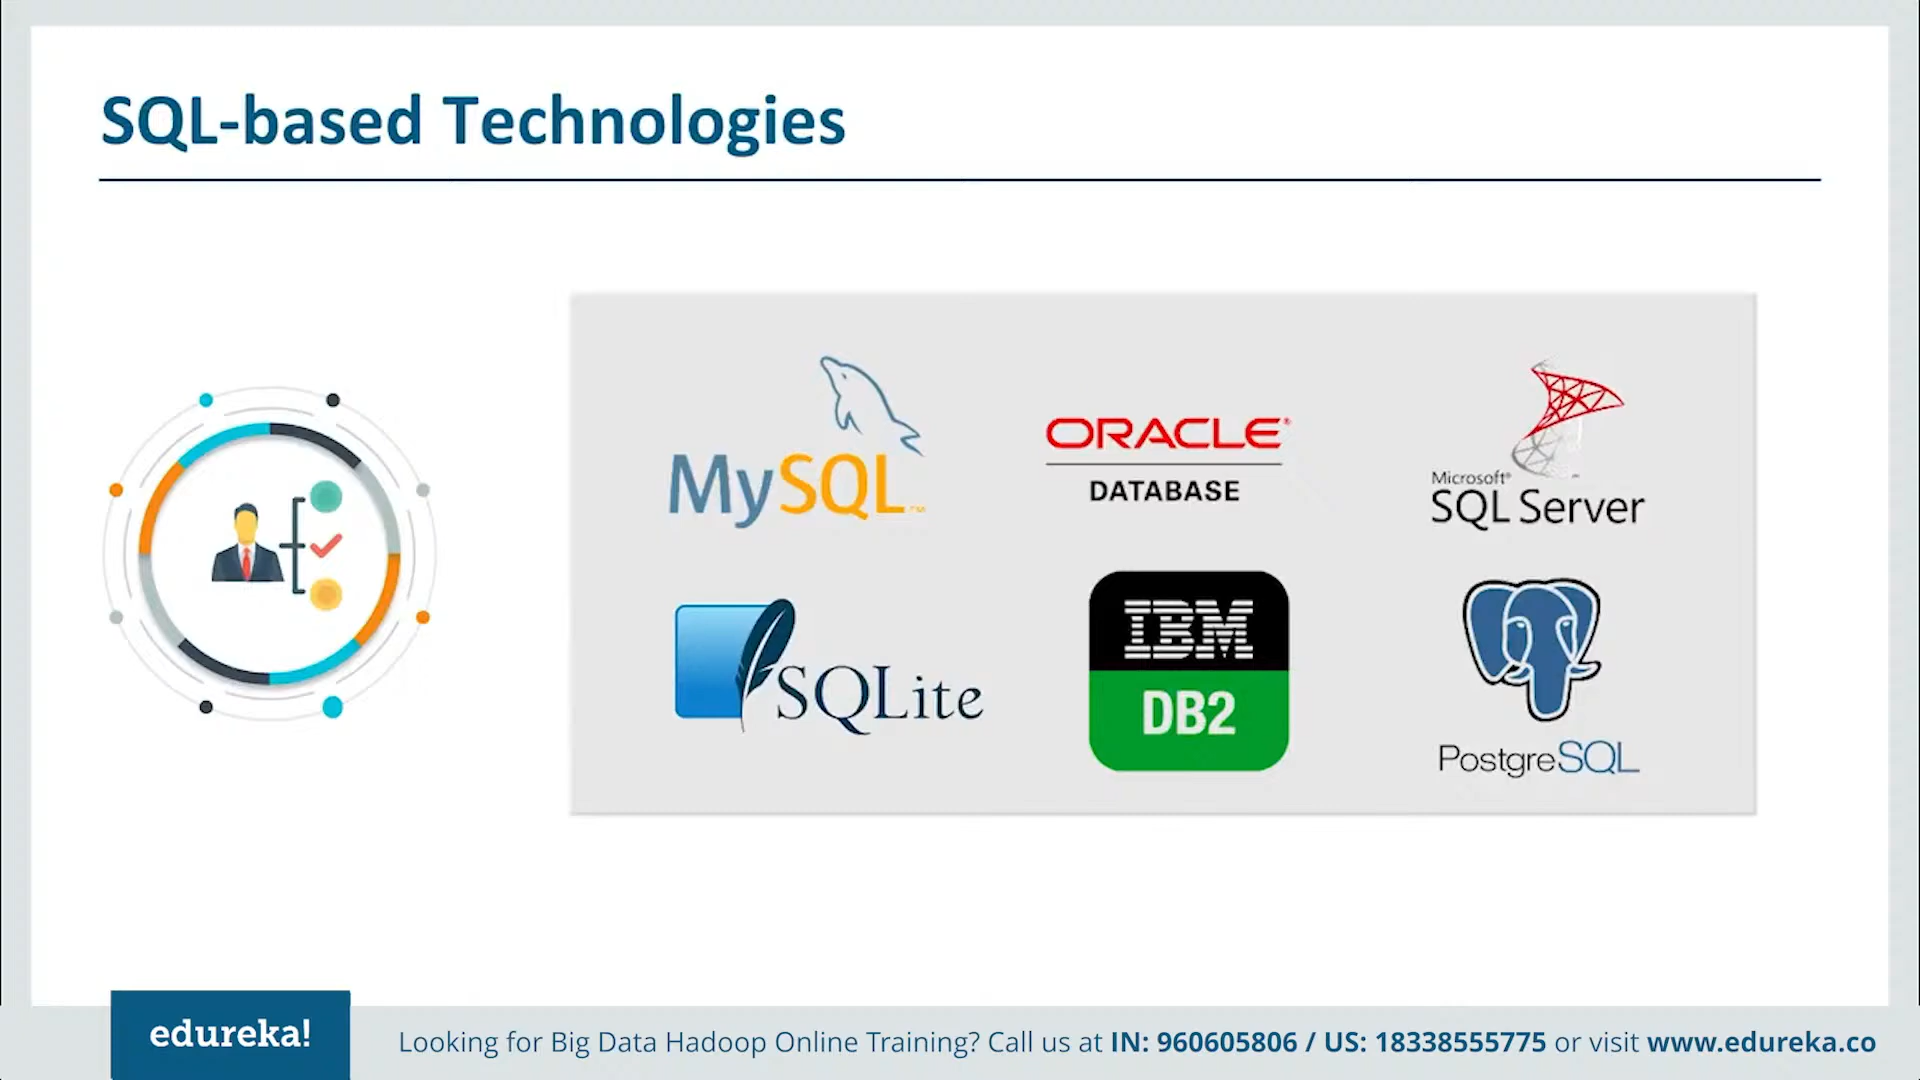 SQL-based Technologies
MySQL™
ORACLE®
DATABASE
Microsoft®
SQL Server
SQLite
IBM
DB2
PostgreSQL
edureka!
Looking for Big Data Hadoop Online Training? Call us at IN: 960605806 / US: 18338555775 or visit www.edureka.co